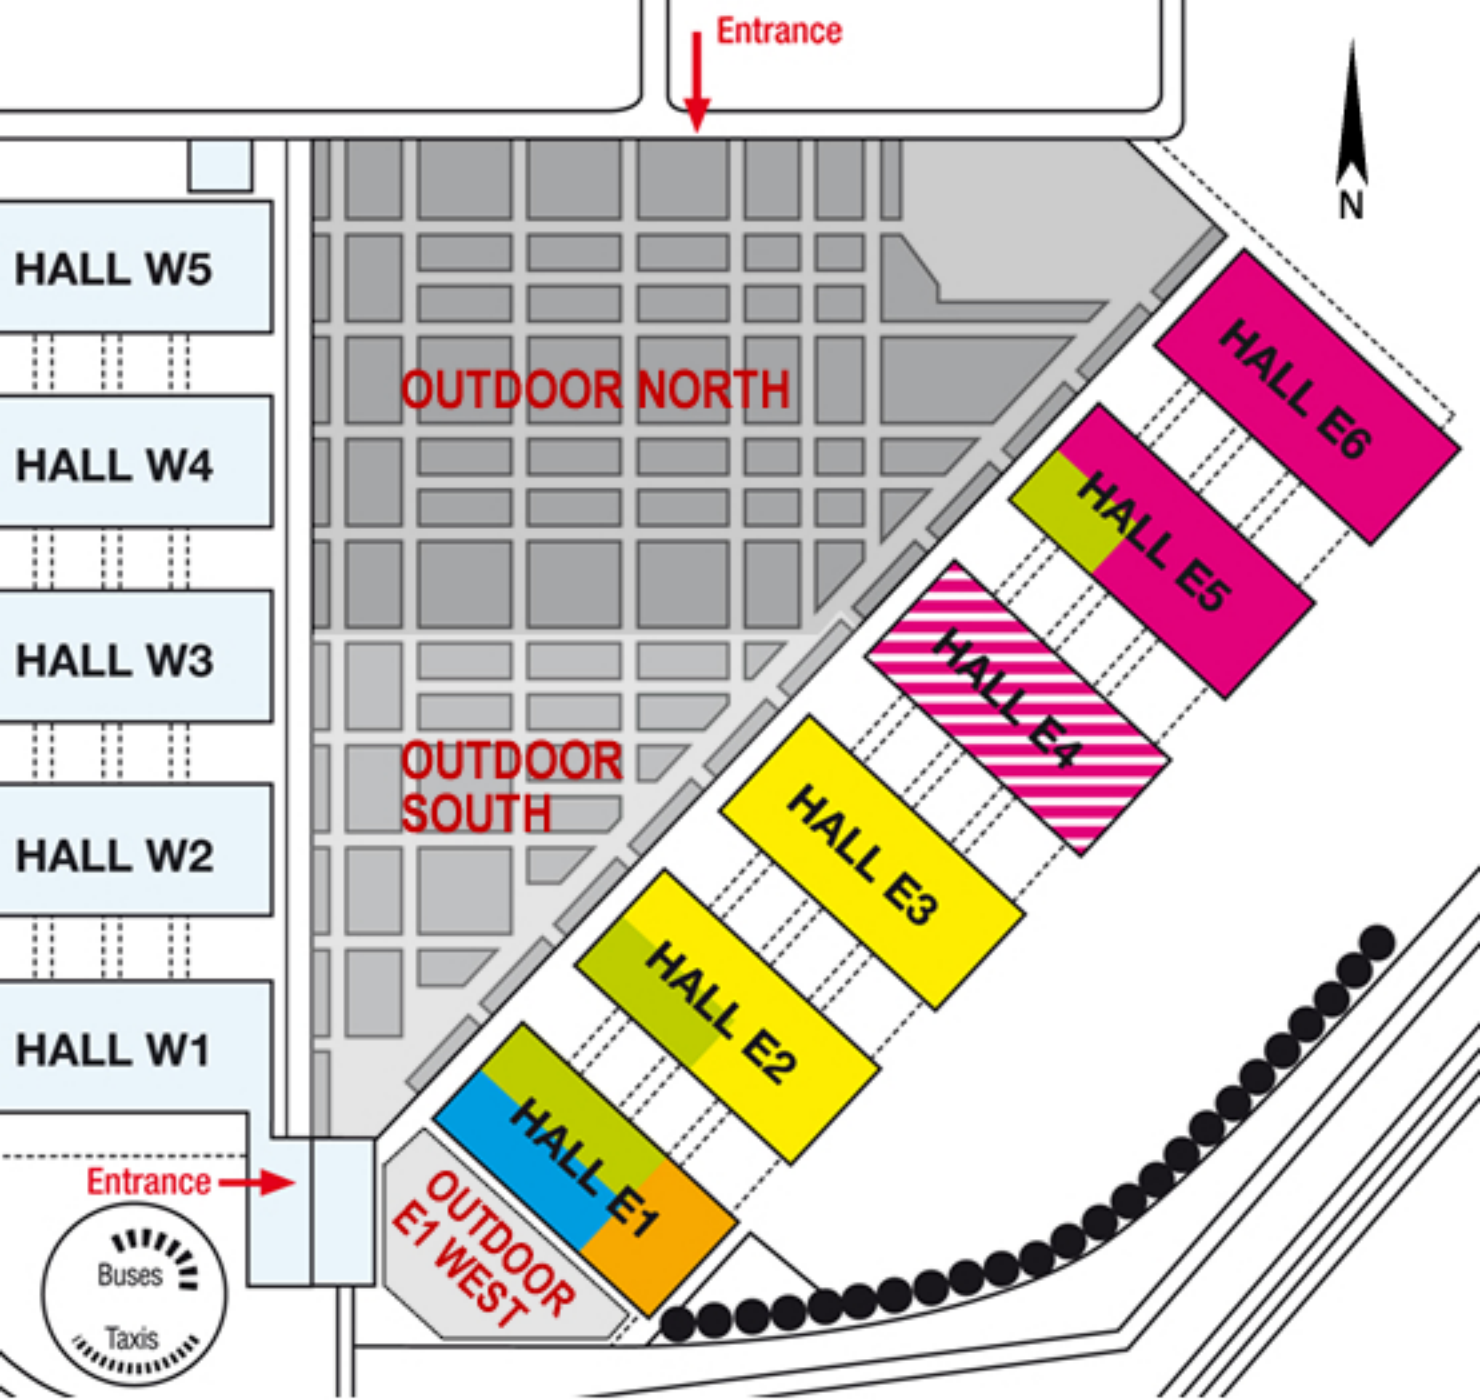 Entrance
N
HALL W5
HALL E6
OUTDOOR NORTH
HALL W4
HALL E5
HALL W3
HALL E4
OUTDOOR
SOUTH
HALL W2
HALL E3
HALL W1
HALL E2
Entrance
HALL E1
OUTDOOR
E1 WEST
Buses
Taxis